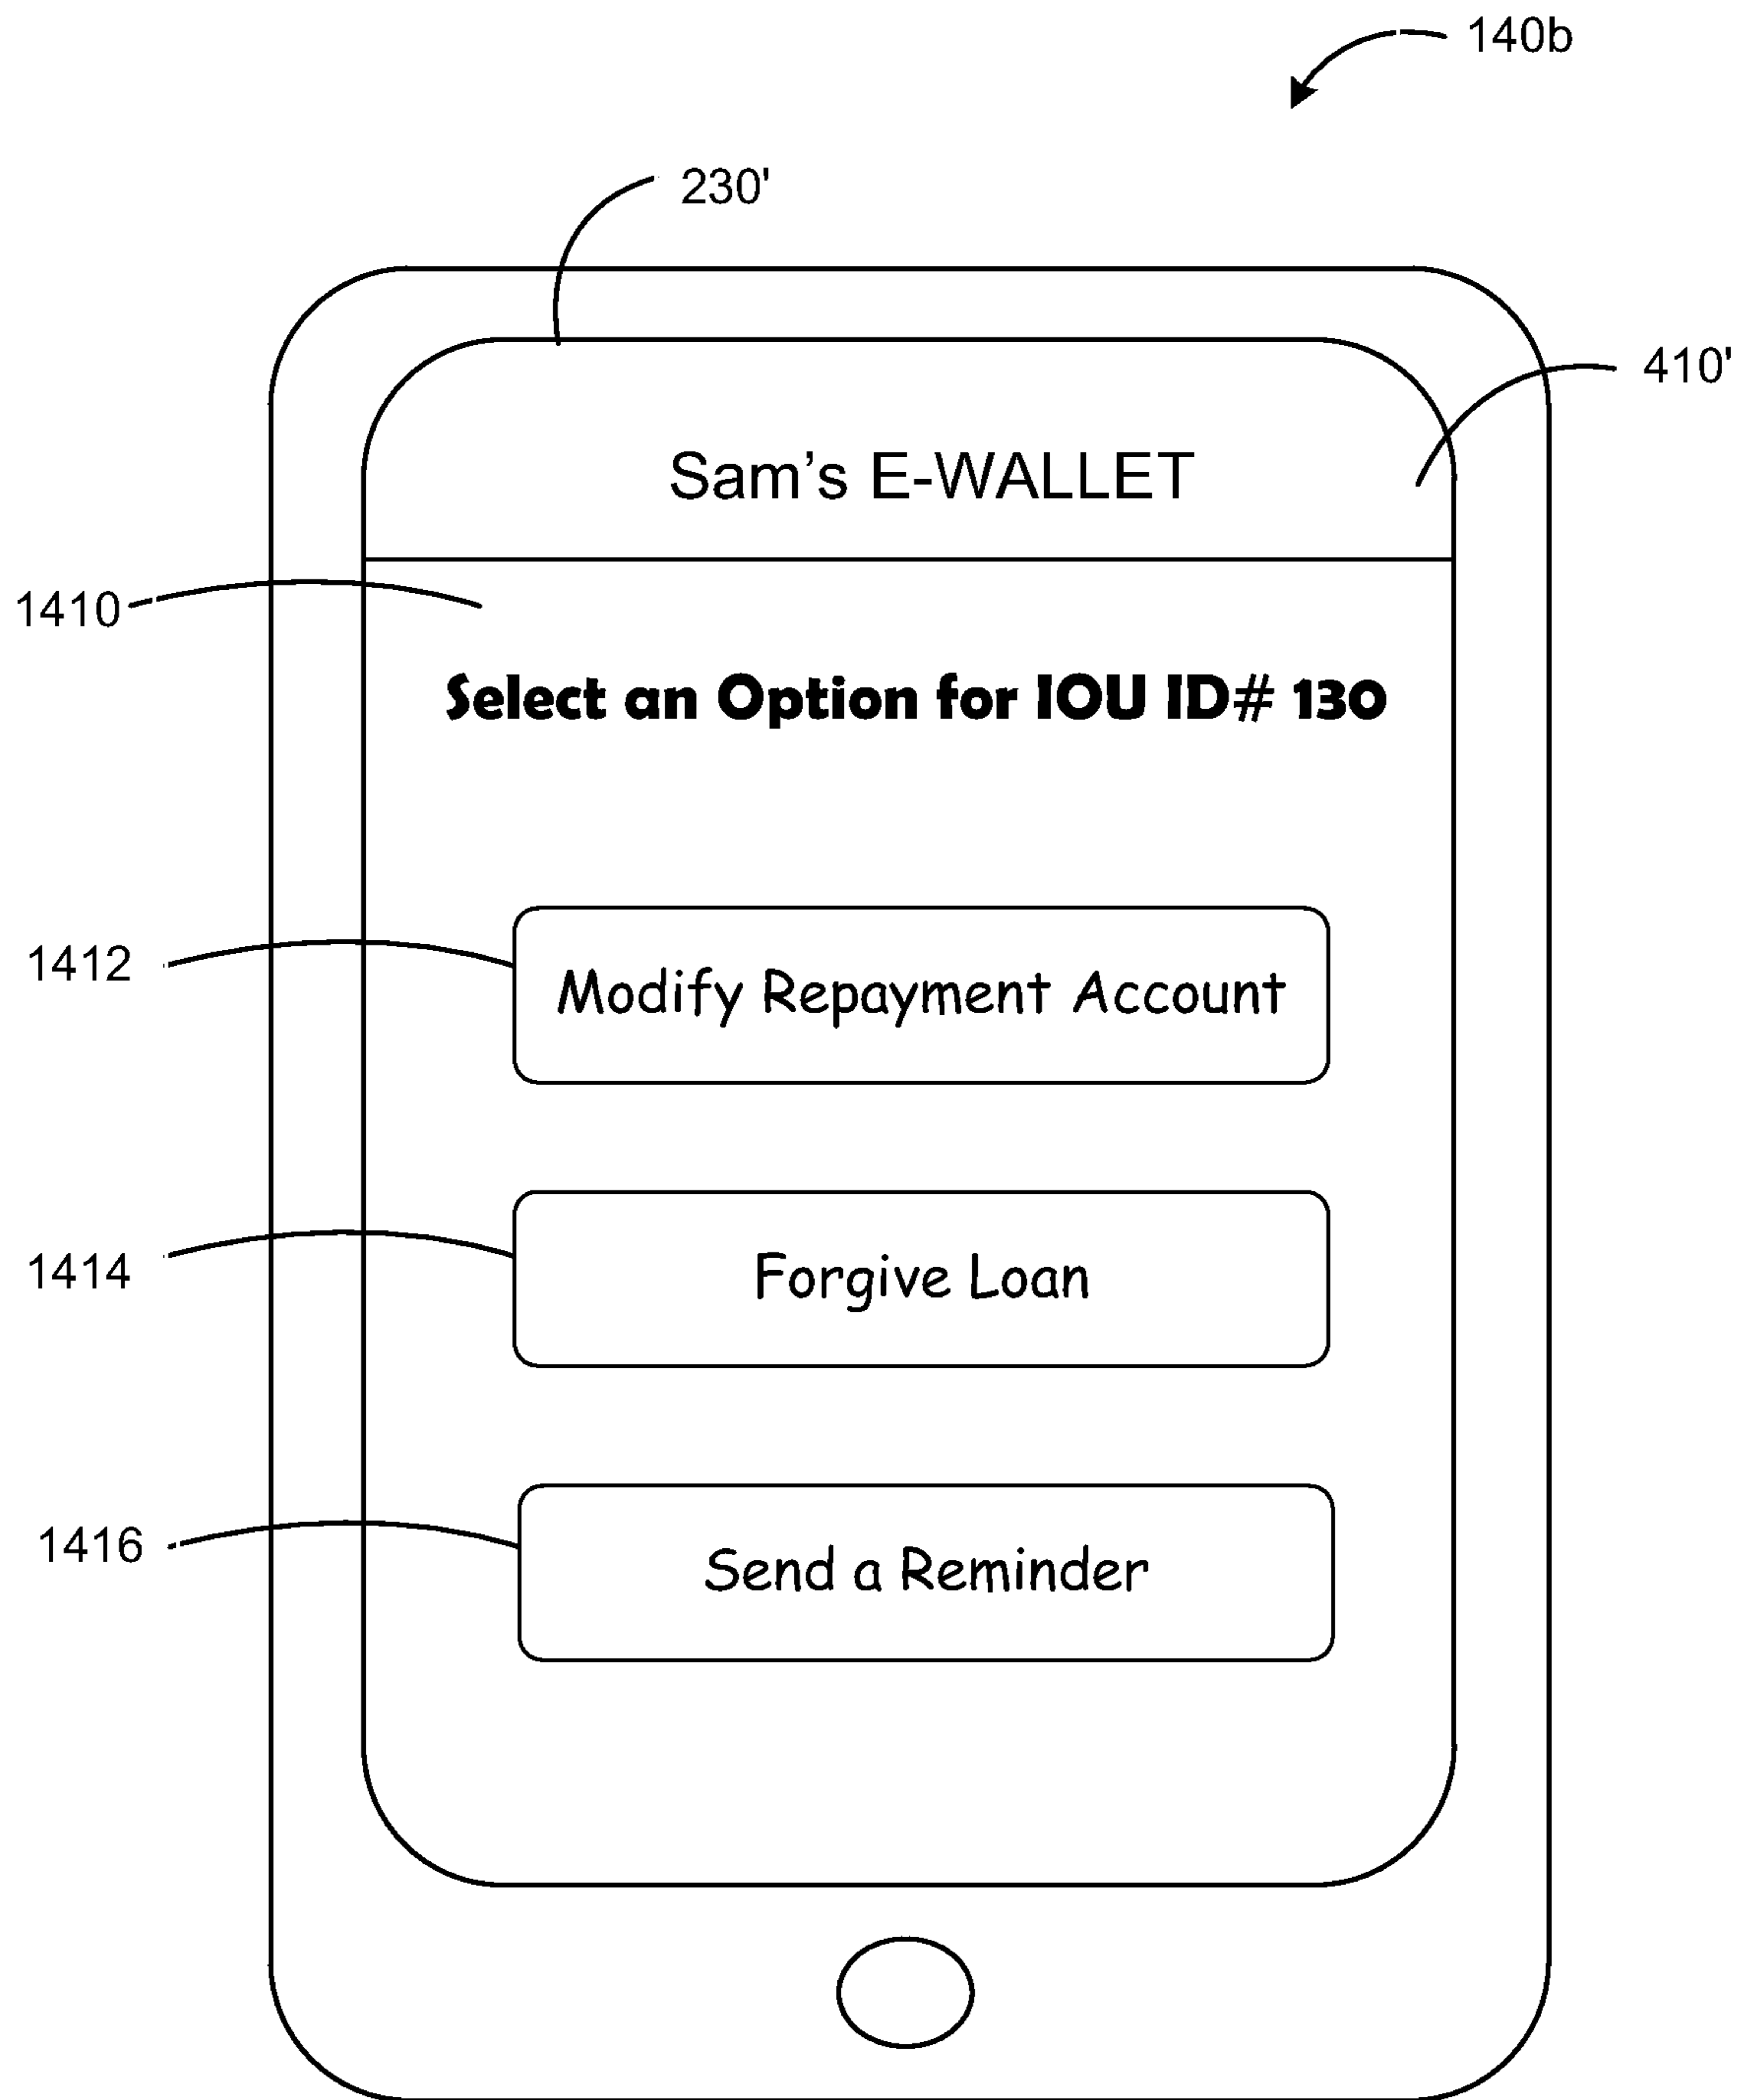 140b
230'
410'
Sam's E-WALLET
1410
Select an Option for IOU ID# 130
1412
Modify Repayment Account
1414
Forgive Loan
1416
Send a Reminder